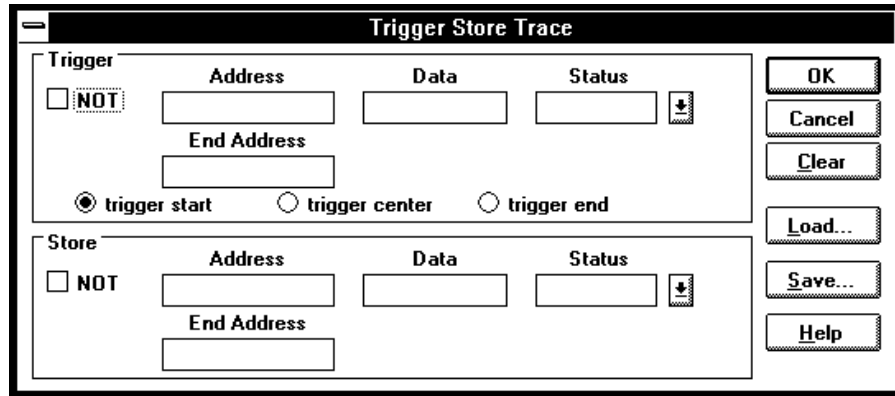 Trigger Store Trace
Trigger
Address Data Status
NOT
End Address
trigger start trigger center trigger end
Store
Address Data Status
NOT
End Address
OK
Cancel
Clear
Load...
Save...
Help